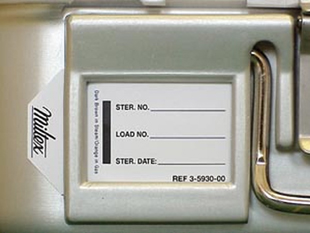 Miltex
Dark Brown in Steam/Orange in Gas
STER. NO.
LOAD NO.
STER. DATE:
REF 3-5930-00